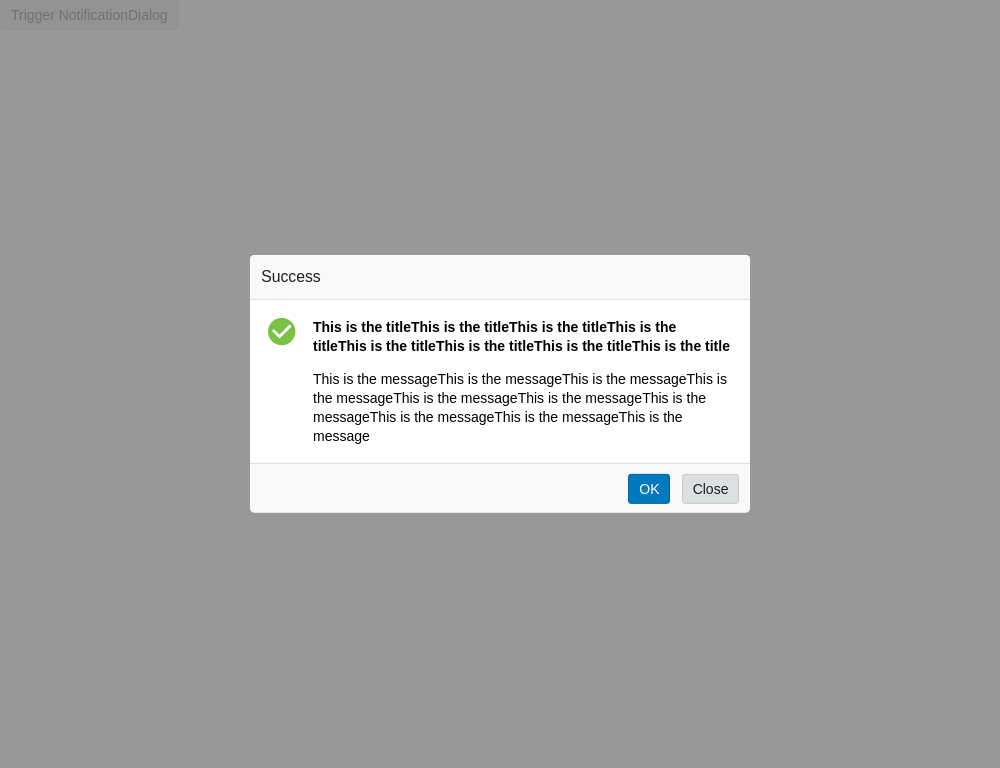 Trigger NotificationDialog
Success
This is the titleThis is the titleThis is the titleThis is the
titleThis is the titleThis is the titleThis is the titleThis is the title
This is the messageThis is the messageThis is the messageThis is
the messageThis is the messageThis is the messageThis is the
messageThis is the messageThis is the messageThis is the
message
OK
Close